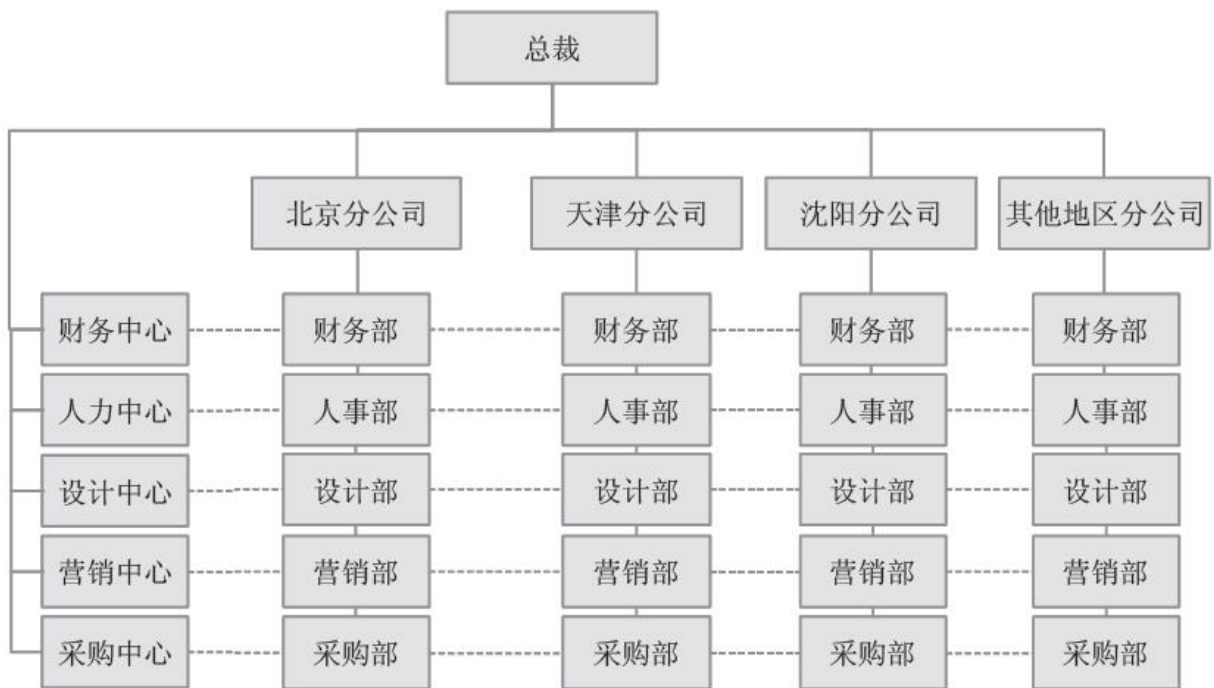 总裁
北京分公司 天津分公司 沈阳分公司 其他地区分公司
财务中心 财务部 财务部 财务部 财务部
人力中心 人事部 人事部 人事部 人事部
设计中心 设计部 设计部 设计部 设计部
营销中心 营销部 营销部 营销部 营销部
采购中心 采购部 采购部 采购部 采购部